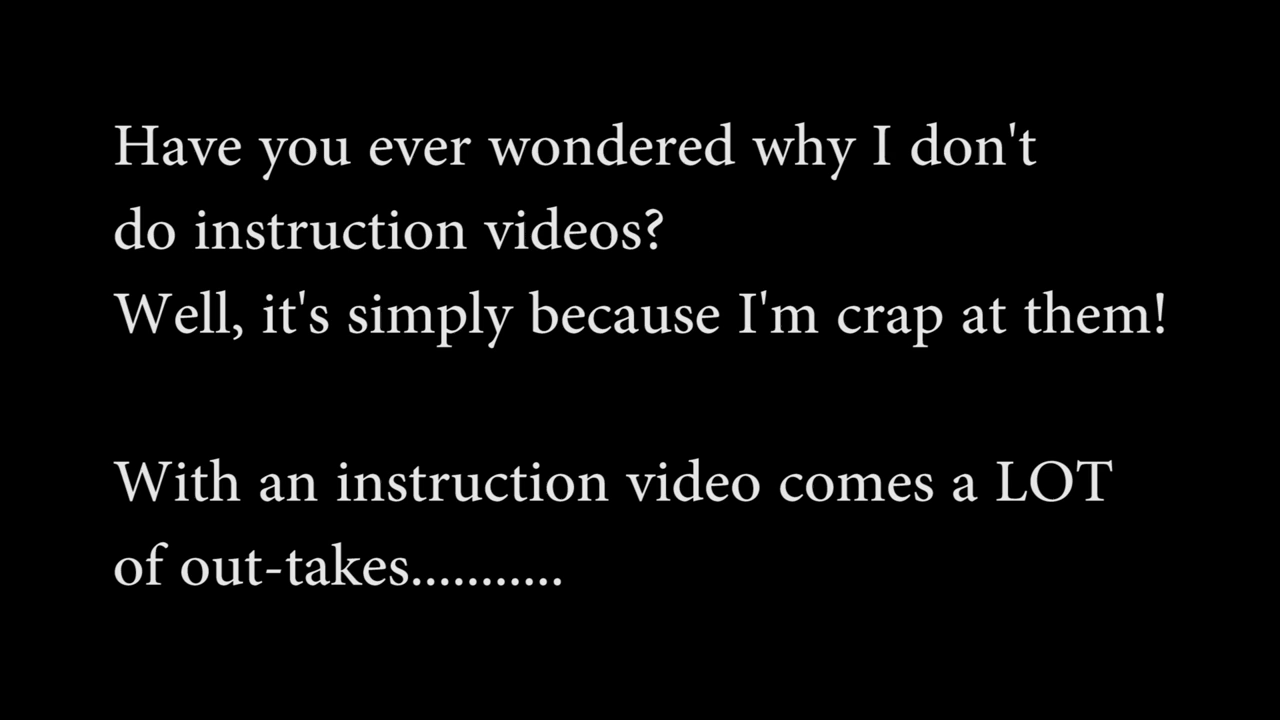 Have you ever wondered why I don't
do instruction videos?
Well, it's simply because I'm crap at them!
With an instruction video comes a LOT
of out-takes...........